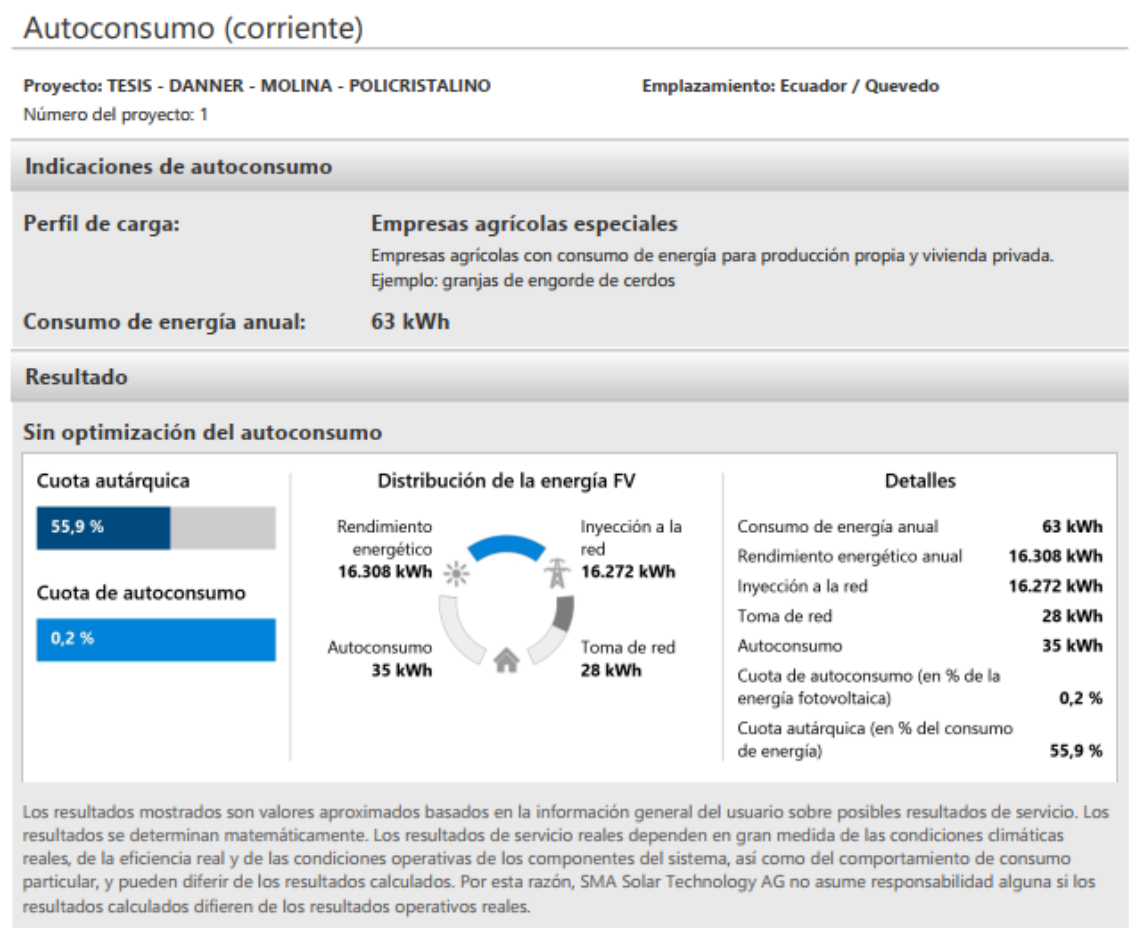 Autoconsumo (corriente)
Proyecto: TESIS - DANNER - MOLINA - POLICRISTALINO
Emplazamiento: Ecuador / Quevedo
Número del proyecto: 1
Indicaciones de autoconsumo
Perfil de carga:
Empresas agrícolas especiales
Empresas agrícolas con consumo de energía para producción propia y vivienda privada.
Ejemplo: granjas de engorde de cerdos
Consumo de energía anual:
63 kWh
Resultado
Sin optimización del autoconsumo
Cuota autárquica
55,9 %
Cuota de autoconsumo
0,2 %
Distribución de la energía FV
Rendimiento
energético
16.308 kWh
Inyección a la
red
16.272 kWh
Autoconsumo
35 kWh
Toma de red
28 kWh
Detalles
Consumo de energía anual 63 kWh
Rendimiento energético anual 16.308 kWh
Inyección a la red 16.272 kWh
Toma de red 28 kWh
Autoconsumo 35 kWh
Cuota de autoconsumo (en % de la
energía fotovoltaica) 0,2 %
Cuota autárquica (en % del consumo
de energía) 55,9 %
Los resultados mostrados son valores aproximados basados en la información general del usuario sobre posibles resultados de servicio. Los
resultados se determinan matemáticamente. Los resultados de servicio reales dependen en gran medida de las condiciones climáticas
reales, de la eficiencia real y de las condiciones operativas de los componentes del sistema, así como del comportamiento de consumo
particular, y pueden diferir de los resultados calculados. Por esta razón, SMA Solar Technology AG no asume responsabilidad alguna si los
resultados calculados difieren de los resultados operativos reales.